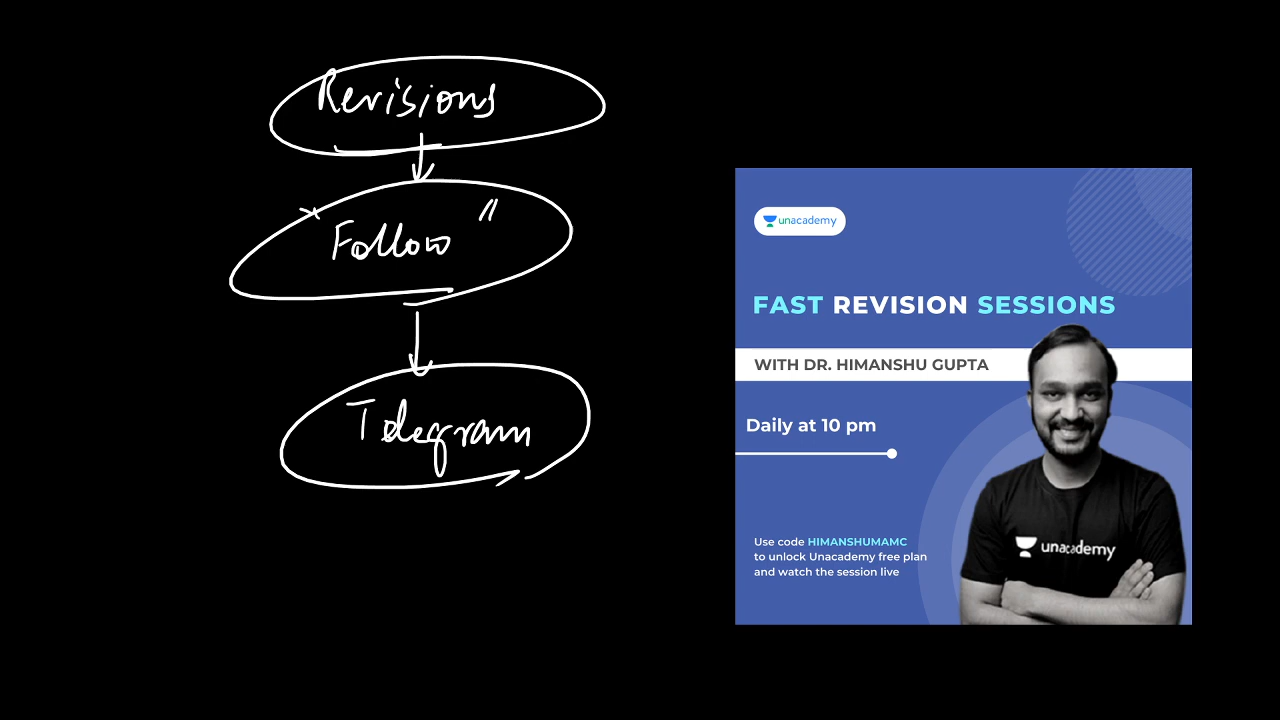 Revisions
"Follow"
Telegram
unacademy
FAST REVISION SESSIONS
WITH DR. HIMANSHU GUPTA
Daily at 10 pm
Use code HIMANSHUMAMC
to unlock Unacademy free plan
and watch the session live
unacademy